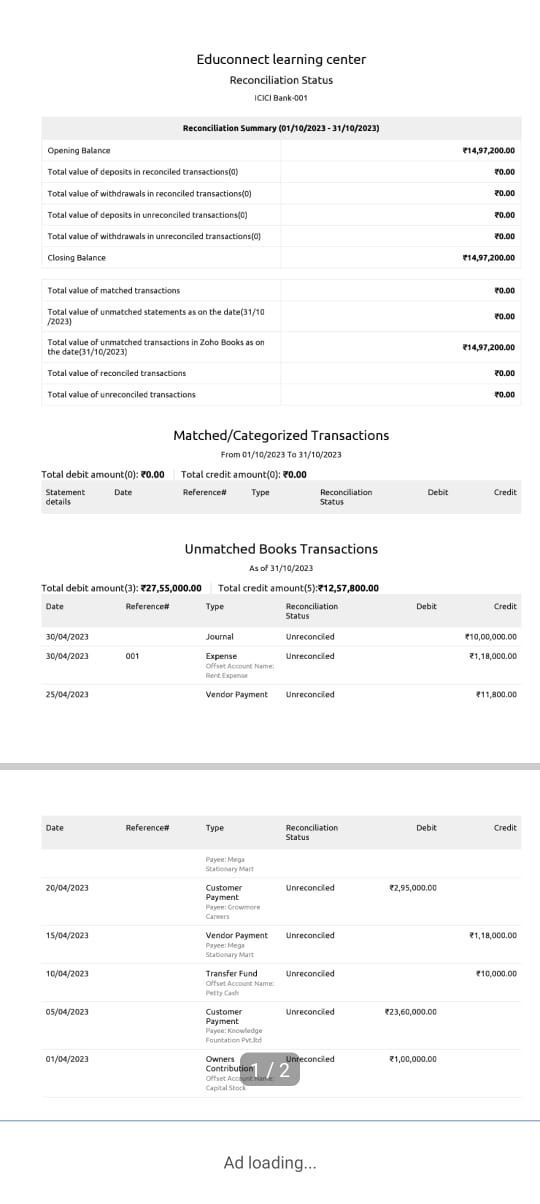 Educonnect learning center
Reconciliation Status
ICICI Bank-001
Reconciliation Summary (01/10/2023 - 31/10/2023)
Opening Balance ₹14,97,200.00
Total value of deposits in reconciled transactions(0) ₹0.00
Total value of withdrawals in reconciled transactions(0) ₹0.00
Total value of deposits in unreconciled transactions(0) ₹0.00
Total value of withdrawals in unreconciled transactions(0) ₹0.00
Closing Balance ₹14,97,200.00
Total value of matched transactions ₹0.00
Total value of unmatched statements as on the date(31/10
/2023) ₹0.00
Total value of unmatched transactions in Zoho Books as on
the date(31/10/2023) ₹14,97,200.00
Total value of reconciled transactions ₹0.00
Total value of unreconciled transactions ₹0.00
Matched/Categorized Transactions
From 01/10/2023 To 31/10/2023
Total debit amount(0): ₹0.00 Total credit amount(0): ₹0.00
Statement Date Reference# Type Reconciliation Debit Credit
details Status
Unmatched Books Transactions
As of 31/10/2023
Total debit amount(3): ₹27,55,000.00 Total credit amount(5):₹12,57,800.00
Date Reference# Type Reconciliation Debit Credit
Status
30/04/2023 Journal Unreconciled ₹10,00,000.00
30/04/2023 001 Expense Unreconciled ₹1,18,000.00
Offset Account Name:
Rent Expense
25/04/2023 Vendor Payment Unreconciled ₹11,800.00
Date Reference# Type Reconciliation Debit Credit
Status
Payee: Mega
Stationary Mart
20/04/2023 Customer Unreconciled ₹2,95,000.00
Payment
Payee: Growmore
Careers
15/04/2023 Vendor Payment Unreconciled ₹1,18,000.00
Payee: Mega
Stationary Mart
10/04/2023 Transfer Fund Unreconciled ₹10,000.00
Offset Account Name:
Petty Cash
05/04/2023 Customer Unreconciled ₹23,60,000.00
Payment
Payee: Knowledge
Fountation Pvt.ltd
01/04/2023 Owners Unreconciled ₹1,00,000.00
Contribution
Offset Account Name:
Capital Stock
1 / 2
Ad loading...